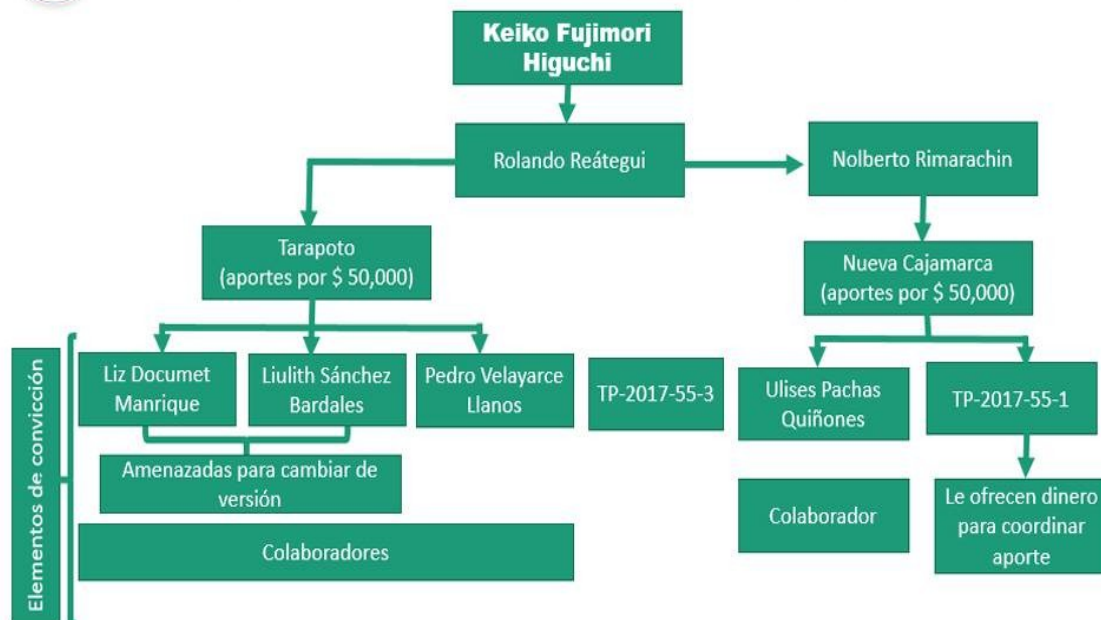 Keiko Fujimori
Higuchi
Rolando Reátegui
Nolberto Rimarachin
Tarapoto
(aportes por $ 50,000)
Nueva Cajamarca
(aportes por $ 50,000)
Elementos de convicción
Liz Documet
Manrique
Liulith Sánchez
Bardales
Pedro Velayarce
Llanos
TP-2017-55-3
Ulises Pachas
Quiñones
TP-2017-55-1
Amenazadas para cambiar de
versión
Colaborador
Le ofrecen dinero
para coordinar
aporte
Colaboradores